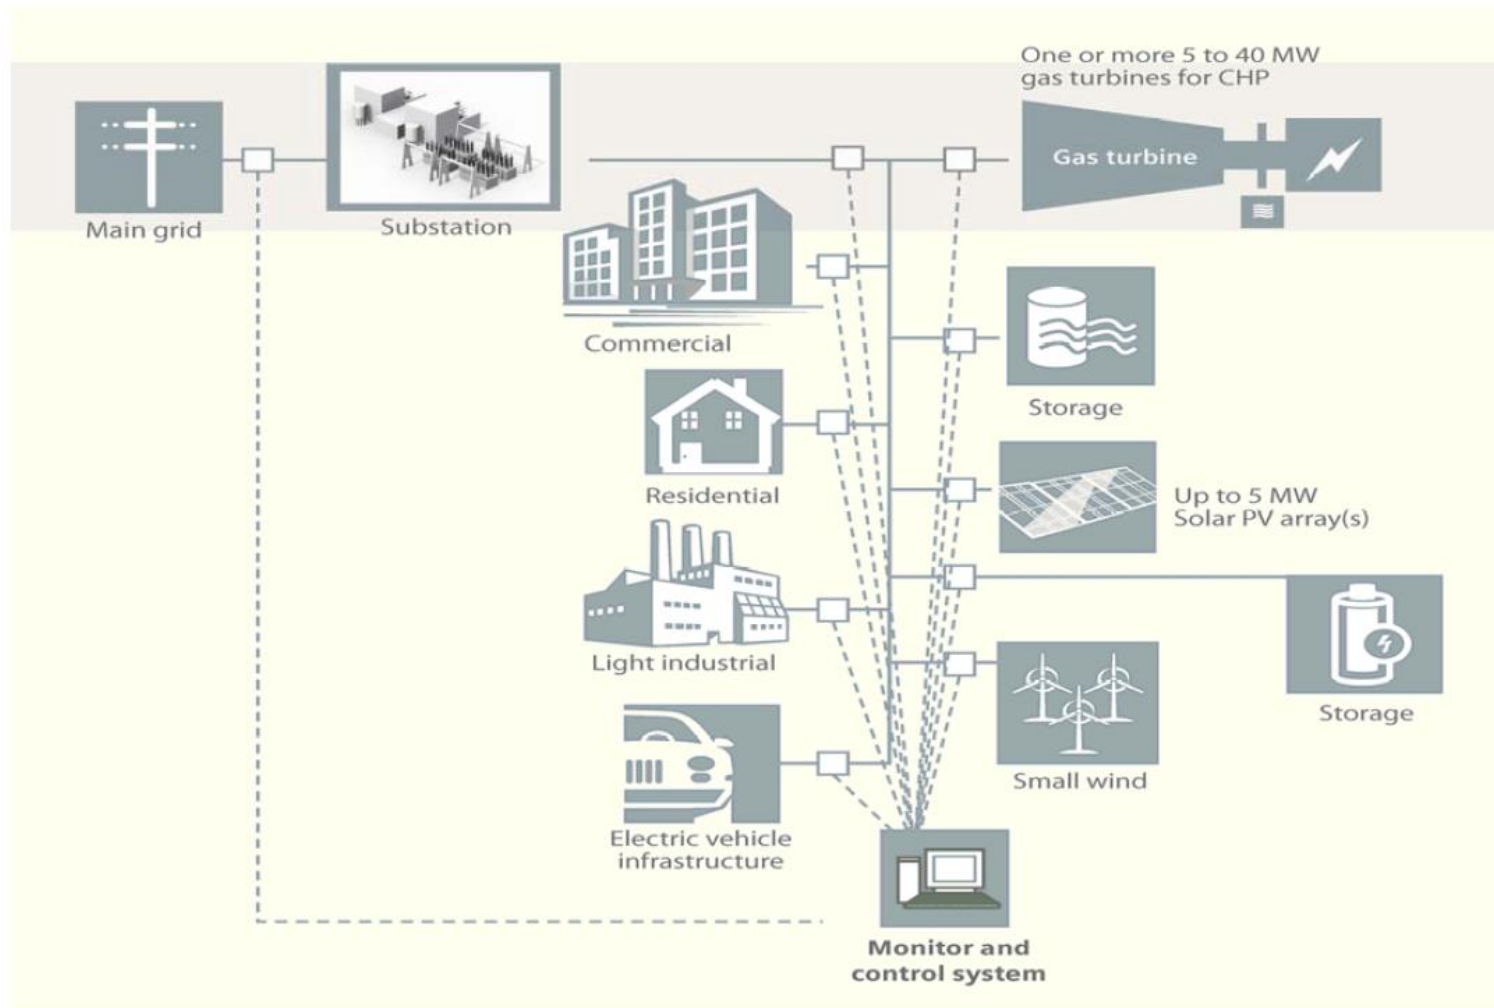 One or more 5 to 40 MW
gas turbines for CHP
Gas turbine
Main grid
Substation
Commercial
Storage
Residential
Up to 5 MW
Solar PV array(s)
Light industrial
Storage
Small wind
Electric vehicle
infrastructure
Monitor and
control system